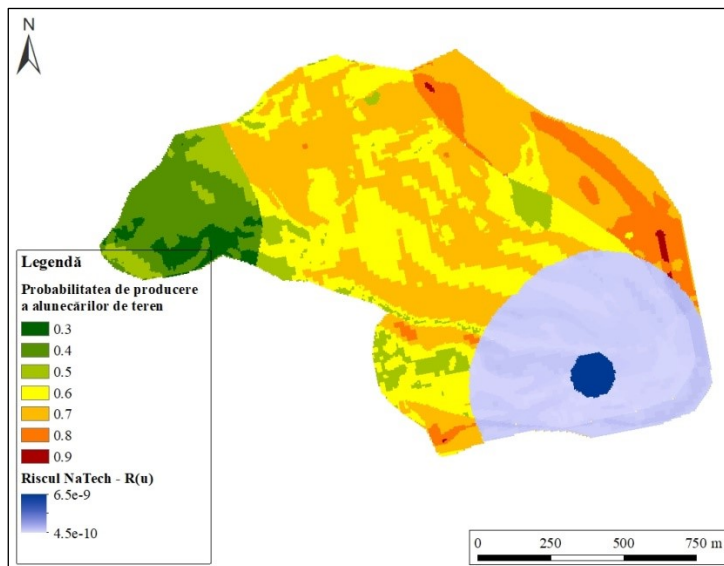 N
Legendă
Probabilitatea de producere
a alunecărilor de teren
0.3
0.4
0.5
0.6
0.7
0.8
0.9
Riscul NaTech - R(u)
6.5e-9
4.5e-10
0 250 500 750 m